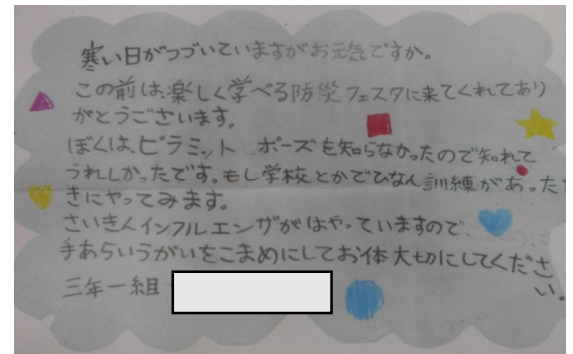 寒い日がつづいていますがお元気ですか。
この前は、楽しく学べる防災フェスタに来てくれてあり
がとうございます。
ぼくは、ピラミット ポーズを知らなかったので知れて
うれしかったです。もし学校とかでひなん訓練があったと
きにやってみます。
さいきんインフルエンザがはやっていますので、
手あらいうがいをこまめにしてお体大切にしてくださ
い。
三年一組